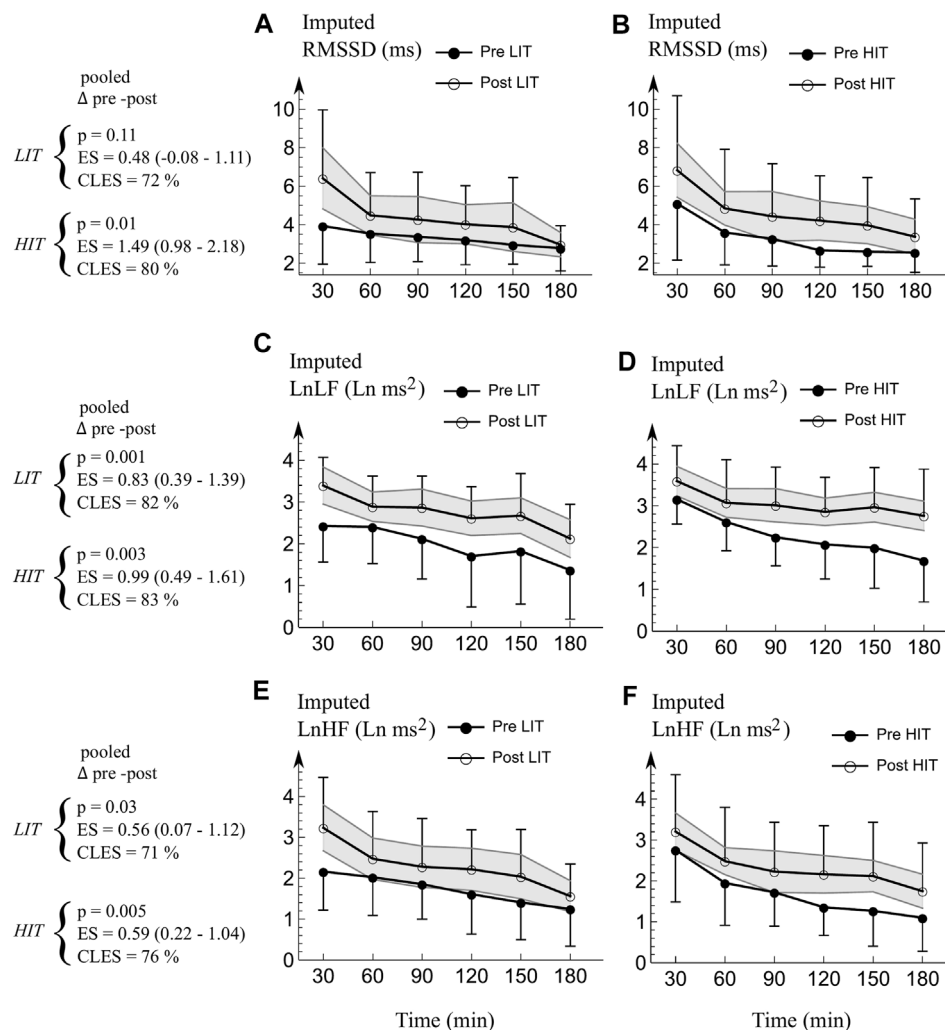 A
Imputed
RMSSD (ms)
Pre LIT
Post LIT
B
Imputed
RMSSD (ms)
Pre HIT
Post HIT
pooled
Δ pre -post
LIT
p = 0.11
ES = 0.48 (-0.08 - 1.11)
CLES = 72 %
HIT
p = 0.01
ES = 1.49 (0.98 - 2.18)
CLES = 80 %
10
8
6
4
2
30 60 90 120 150 180
10
8
6
4
2
30 60 90 120 150 180
C
Imputed
LnLF (Ln ms²)
Pre LIT
Post LIT
D
Imputed
LnLF (Ln ms²)
Pre HIT
Post HIT
pooled
Δ pre -post
LIT
p = 0.001
ES = 0.83 (0.39 - 1.39)
CLES = 82 %
HIT
p = 0.003
ES = 0.99 (0.49 - 1.61)
CLES = 83 %
4
3
2
1
0
30 60 90 120 150 180
4
3
2
1
0
30 60 90 120 150 180
E
Imputed
LnHF (Ln ms²)
Pre LIT
Post LIT
F
Imputed
LnHF (Ln ms²)
Pre HIT
Post HIT
pooled
Δ pre -post
LIT
p = 0.03
ES = 0.56 (0.07 - 1.12)
CLES = 71 %
HIT
p = 0.005
ES = 0.59 (0.22 - 1.04)
CLES = 76 %
4
3
2
1
0
30 60 90 120 150 180
Time (min)
4
3
2
1
0
30 60 90 120 150 180
Time (min)